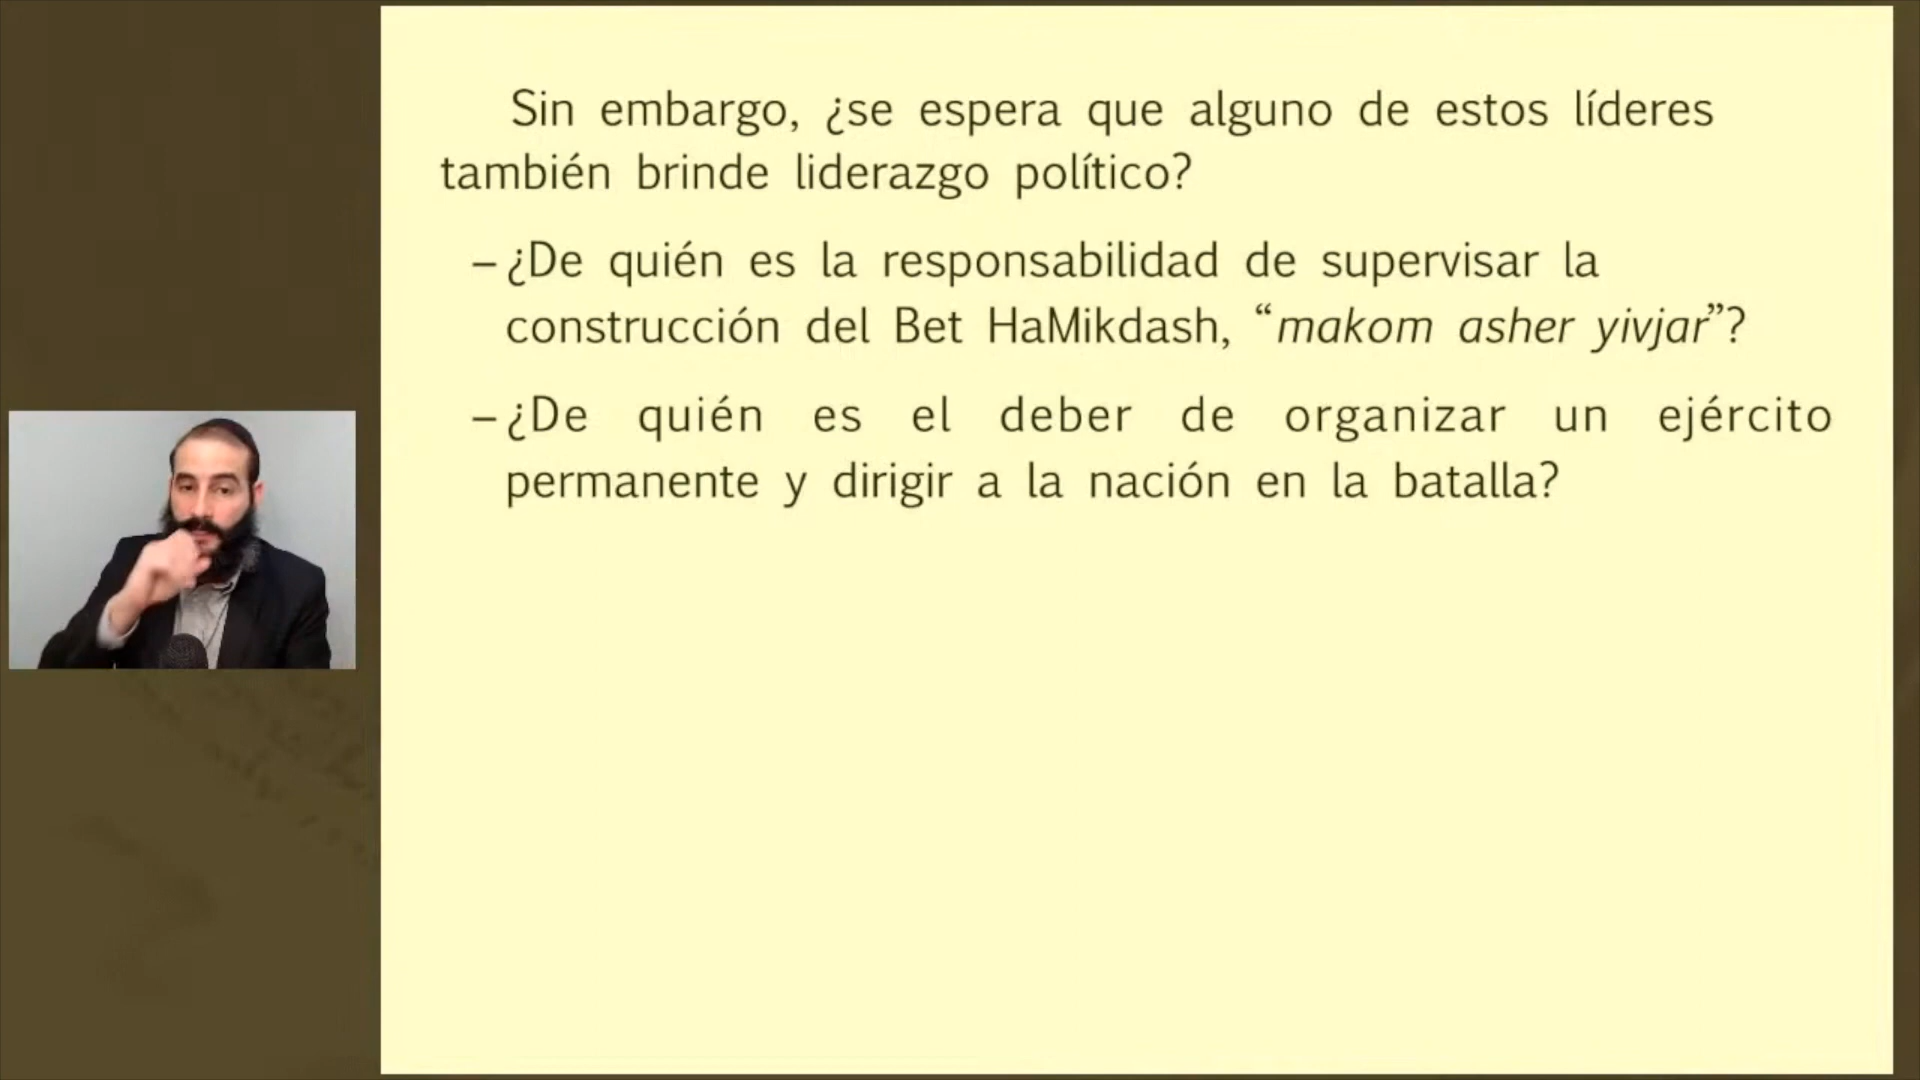 Sin embargo, ¿se espera que alguno de estos líderes
también brinde liderazgo político?
– ¿De quién es la responsabilidad de supervisar la
construcción del Bet HaMikdash, “makom asher yivjar”?
– ¿De quién es el deber de organizar un ejército
permanente y dirigir a la nación en la batalla?